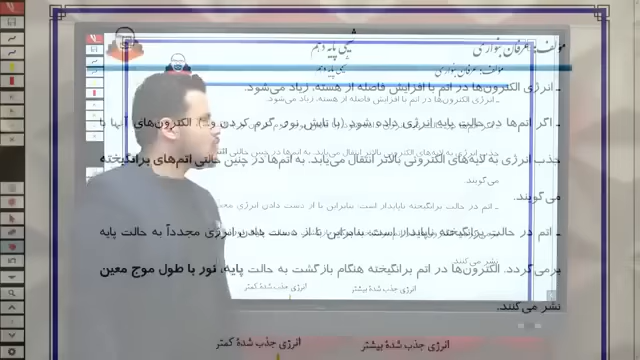 مولف: عرفان بنواری
شیمی پایه دهم
ـ انرژی الکترون‌ها در اتم با افزایش فاصله از هسته، زیاد می‌شود.
ـ اگر اتم‌ها در حالت پایه انرژی داده شود (با تابش نور، گرم کردن و ...)، الکترون‌های آنها با
جذب انرژی به لایه‌های الکترونی بالاتر انتقال می‌یابد. به اتم‌ها در چنین حالتی اتم‌های برانگیخته
می‌گویند.
ـ اتم در حالت برانگیخته ناپایدار است بنابراین با از دست دادن انرژی مجدداً به حالت پایه
برمی‌گردد. الکترون‌ها در اتم برانگیخته هنگام بازگشت به حالت پایه، نور با طول موج معین
نشر می‌کنند.
انرژی جذب شدهٔ بیشتر
انرژی جذب شدهٔ کمتر